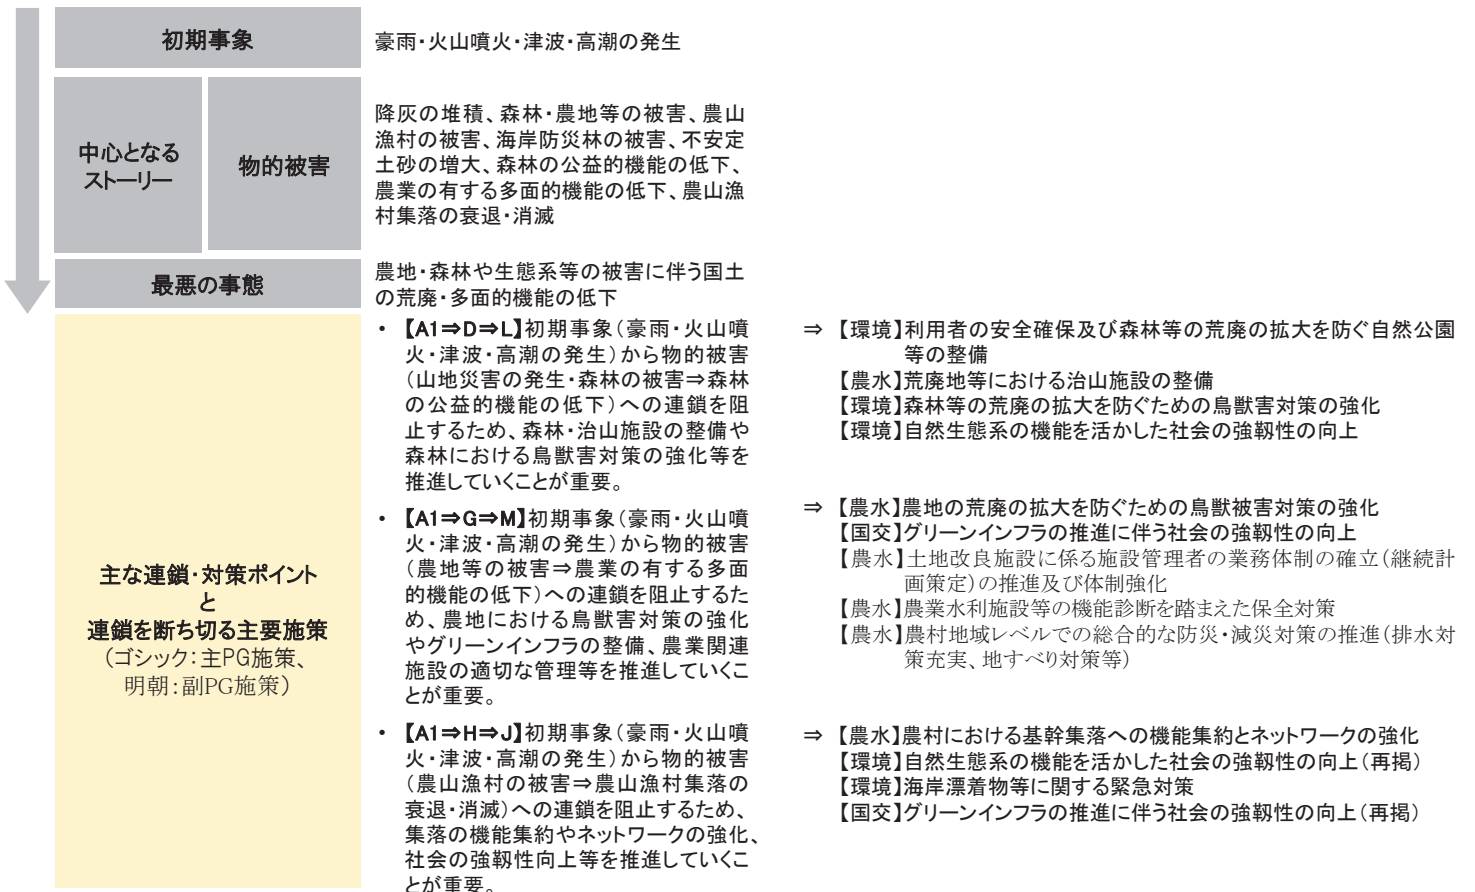 初期事象
豪雨・火山噴火・津波・高潮の発生
中心となる
ストーリー
物的被害
降灰の堆積、森林・農地等の被害、農山
漁村の被害、海岸防災林の被害、不安定
土砂の増大、森林の公益的機能の低下、
農業の有する多面的機能の低下、農山漁
村集落の衰退・消滅
最悪の事態
農地・森林や生態系等の被害に伴う国土
の荒廃・多面的機能の低下
主な連鎖・対策ポイント
と
連鎖を断ち切る主要施策
（ゴシック：主PG施策、
明朝：副PG施策）
・ 【A1⇒D⇒L】初期事象（豪雨・火山噴
火・津波・高潮の発生）から物的被害
（山地災害の発生・森林の被害⇒森林
の公益的機能の低下）への連鎖を阻
止するため、森林・治山施設の整備や
森林における鳥獣害対策の強化等を
推進していくことが重要。
⇒ 【環境】利用者の安全確保及び森林等の荒廃の拡大を防ぐ自然公園
等の整備
【農水】荒廃地等における治山施設の整備
【環境】森林等の荒廃の拡大を防ぐための鳥獣害対策の強化
【環境】自然生態系の機能を活かした社会の強靱性の向上
・ 【A1⇒G⇒M】初期事象（豪雨・火山噴
火・津波・高潮の発生）から物的被害
（農地等の被害⇒農業の有する多面
的機能の低下）への連鎖を阻止するた
め、農地における鳥獣害対策の強化
やグリーンインフラの整備、農業関連
施設の適切な管理等を推進していくこ
とが重要。
⇒ 【農水】農地の荒廃の拡大を防ぐための鳥獣被害対策の強化
【国交】グリーンインフラの推進に伴う社会の強靱性の向上
【農水】土地改良施設に係る施設管理者の業務体制の確立（継続計
画策定）の推進及び体制強化
【農水】農業水利施設等の機能診断を踏まえた保全対策
【農水】農村地域レベルでの総合的な防災・減災対策の推進（排水対
策充実、地すべり対策等）
・ 【A1⇒H⇒J】初期事象（豪雨・火山噴
火・津波・高潮の発生）から物的被害
（農山漁村の被害⇒農山漁村集落の
衰退・消滅）への連鎖を阻止するため、
集落の機能集約やネットワークの強化、
社会の強靱性向上等を推進していくこ
とが重要。
⇒ 【農水】農村における基幹集落への機能集約とネットワークの強化
【環境】自然生態系の機能を活かした社会の強靱性の向上（再掲）
【環境】海岸漂着物等に関する緊急対策
【国交】グリーンインフラの推進に伴う社会の強靱性の向上（再掲）